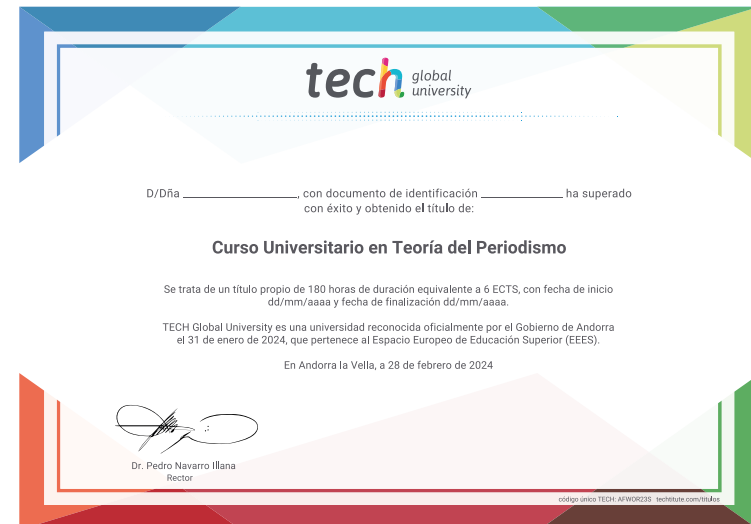 tech global university
D/Dña ____________________, con documento de identificación ______________ ha superado
con éxito y obtenido el título de:
Curso Universitario en Teoría del Periodismo
Se trata de un título propio de 180 horas de duración equivalente a 6 ECTS, con fecha de inicio
dd/mm/aaaa y fecha de finalización dd/mm/aaaa.
TECH Global University es una universidad reconocida oficialmente por el Gobierno de Andorra
el 31 de enero de 2024, que pertenece al Espacio Europeo de Educación Superior (EEES).
En Andorra la Vella, a 28 de febrero de 2024
Dr. Pedro Navarro Illana
Rector
código único TECH: AFWOR23S techtitute.com/titulos